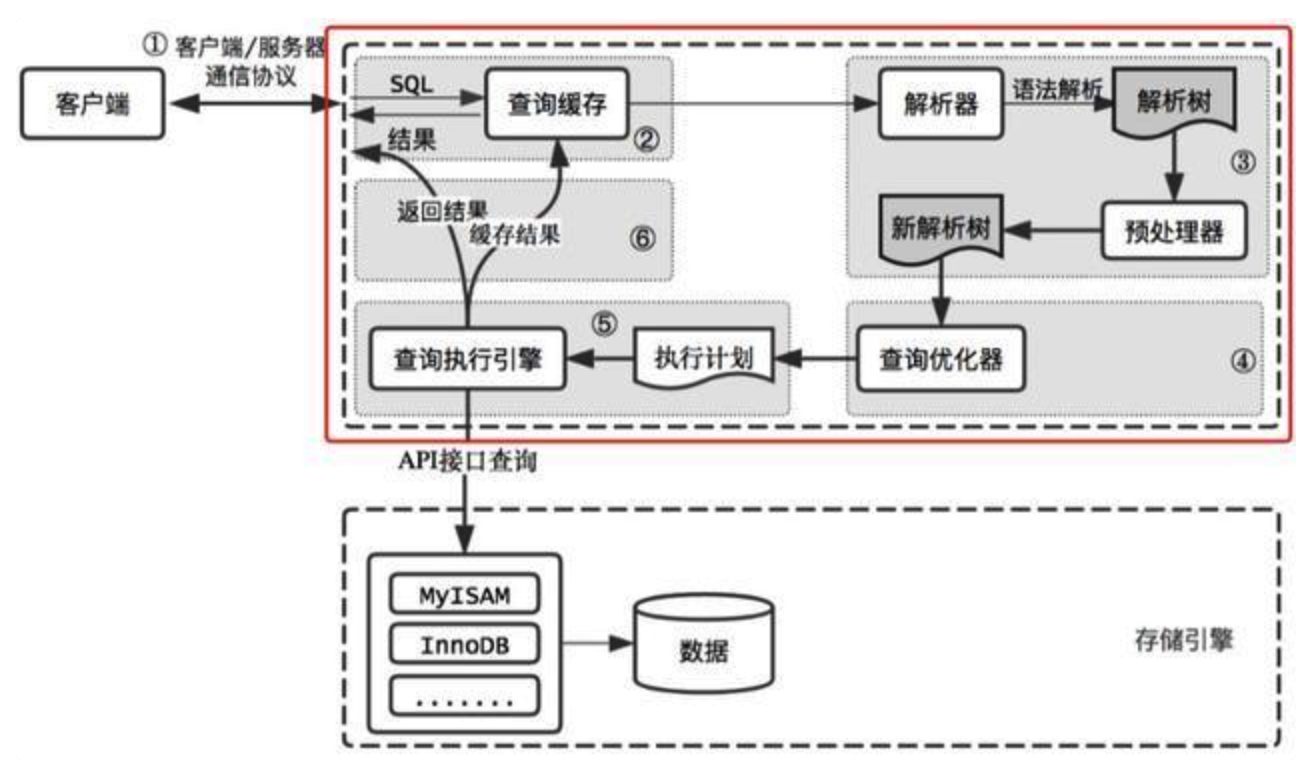 ① 客户端/服务器
通信协议
客户端
SQL
查询缓存
结果
②
解析器
语法解析
解析树
③
新解析树
预处理器
返回结果
缓存结果
⑥
查询执行引擎
⑤
执行计划
查询优化器
④
API接口查询
MyISAM
InnoDB
.......
数据
存储引擎